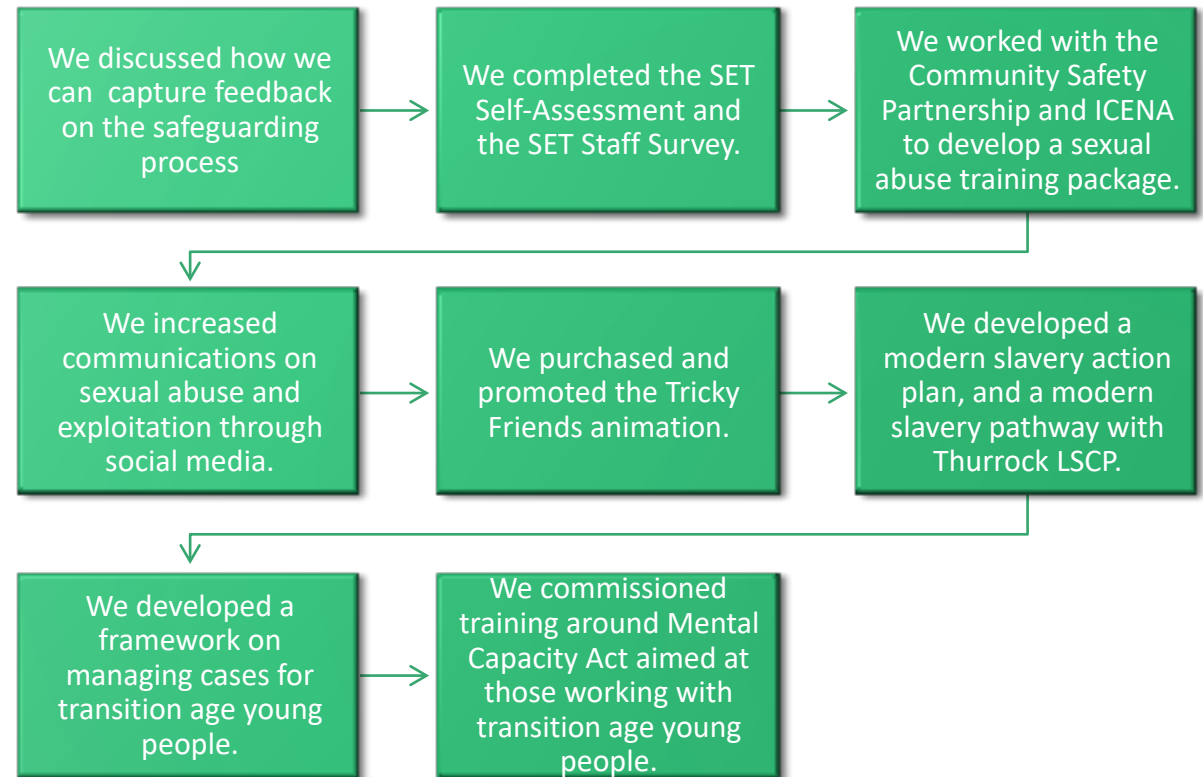 We discussed how we
can  capture feedback
on the safeguarding
process
We completed the SET
Self-Assessment and
the SET Staff Survey.
We worked with the
Community Safety
Partnership and ICENA
to develop a sexual
abuse training package.
We increased
communications on
sexual abuse and
exploitation through
social media.
We purchased and
promoted the Tricky
Friends animation.
We developed a
modern slavery action
plan, and a modern
slavery pathway with
Thurrock LSCP.
We developed a
framework on
managing cases for
transition age young
people.
We commissioned
training around Mental
Capacity Act aimed at
those working with
transition age young
people.